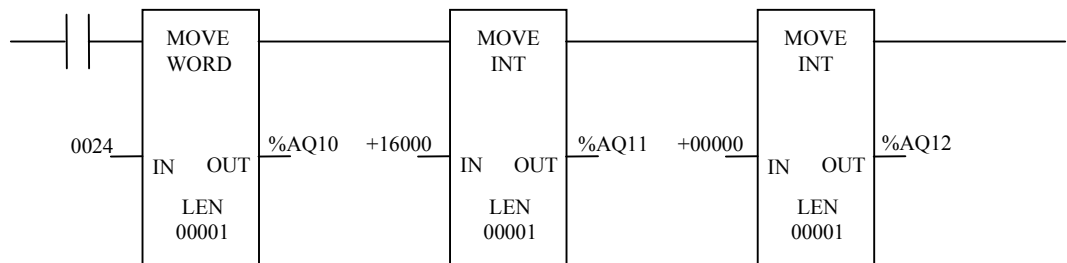 MOVE
WORD
MOVE
INT
MOVE
INT
0024
%AQ10
+16000
%AQ11
+00000
%AQ12
IN OUT
IN OUT
IN OUT
LEN
00001
LEN
00001
LEN
00001